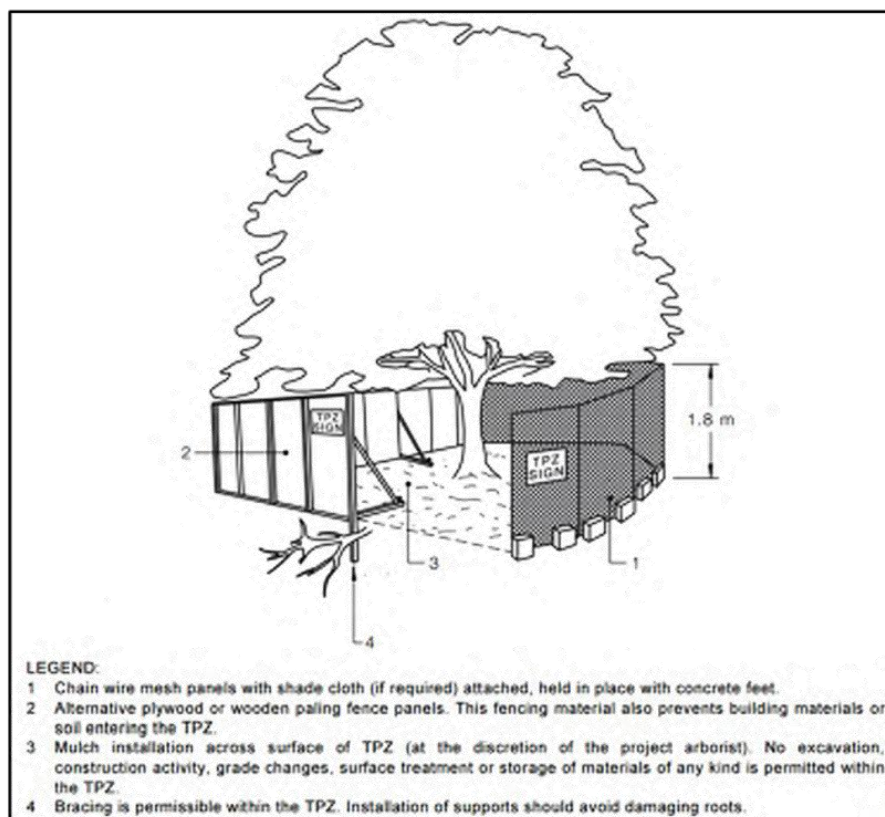 TPZ
SIGN
1.8 m
2
TPZ
SIGN
3
1
4
LEGEND:
1 Chain wire mesh panels with shade cloth (if required) attached, held in place with concrete feet.
2 Alternative plywood or wooden paling fence panels. This fencing material also prevents building materials or
soil entering the TPZ.
3 Mulch installation across surface of TPZ (at the discretion of the project arborist). No excavation,
construction activity, grade changes, surface treatment or storage of materials of any kind is permitted within
the TPZ.
4 Bracing is permissible within the TPZ. Installation of supports should avoid damaging roots.